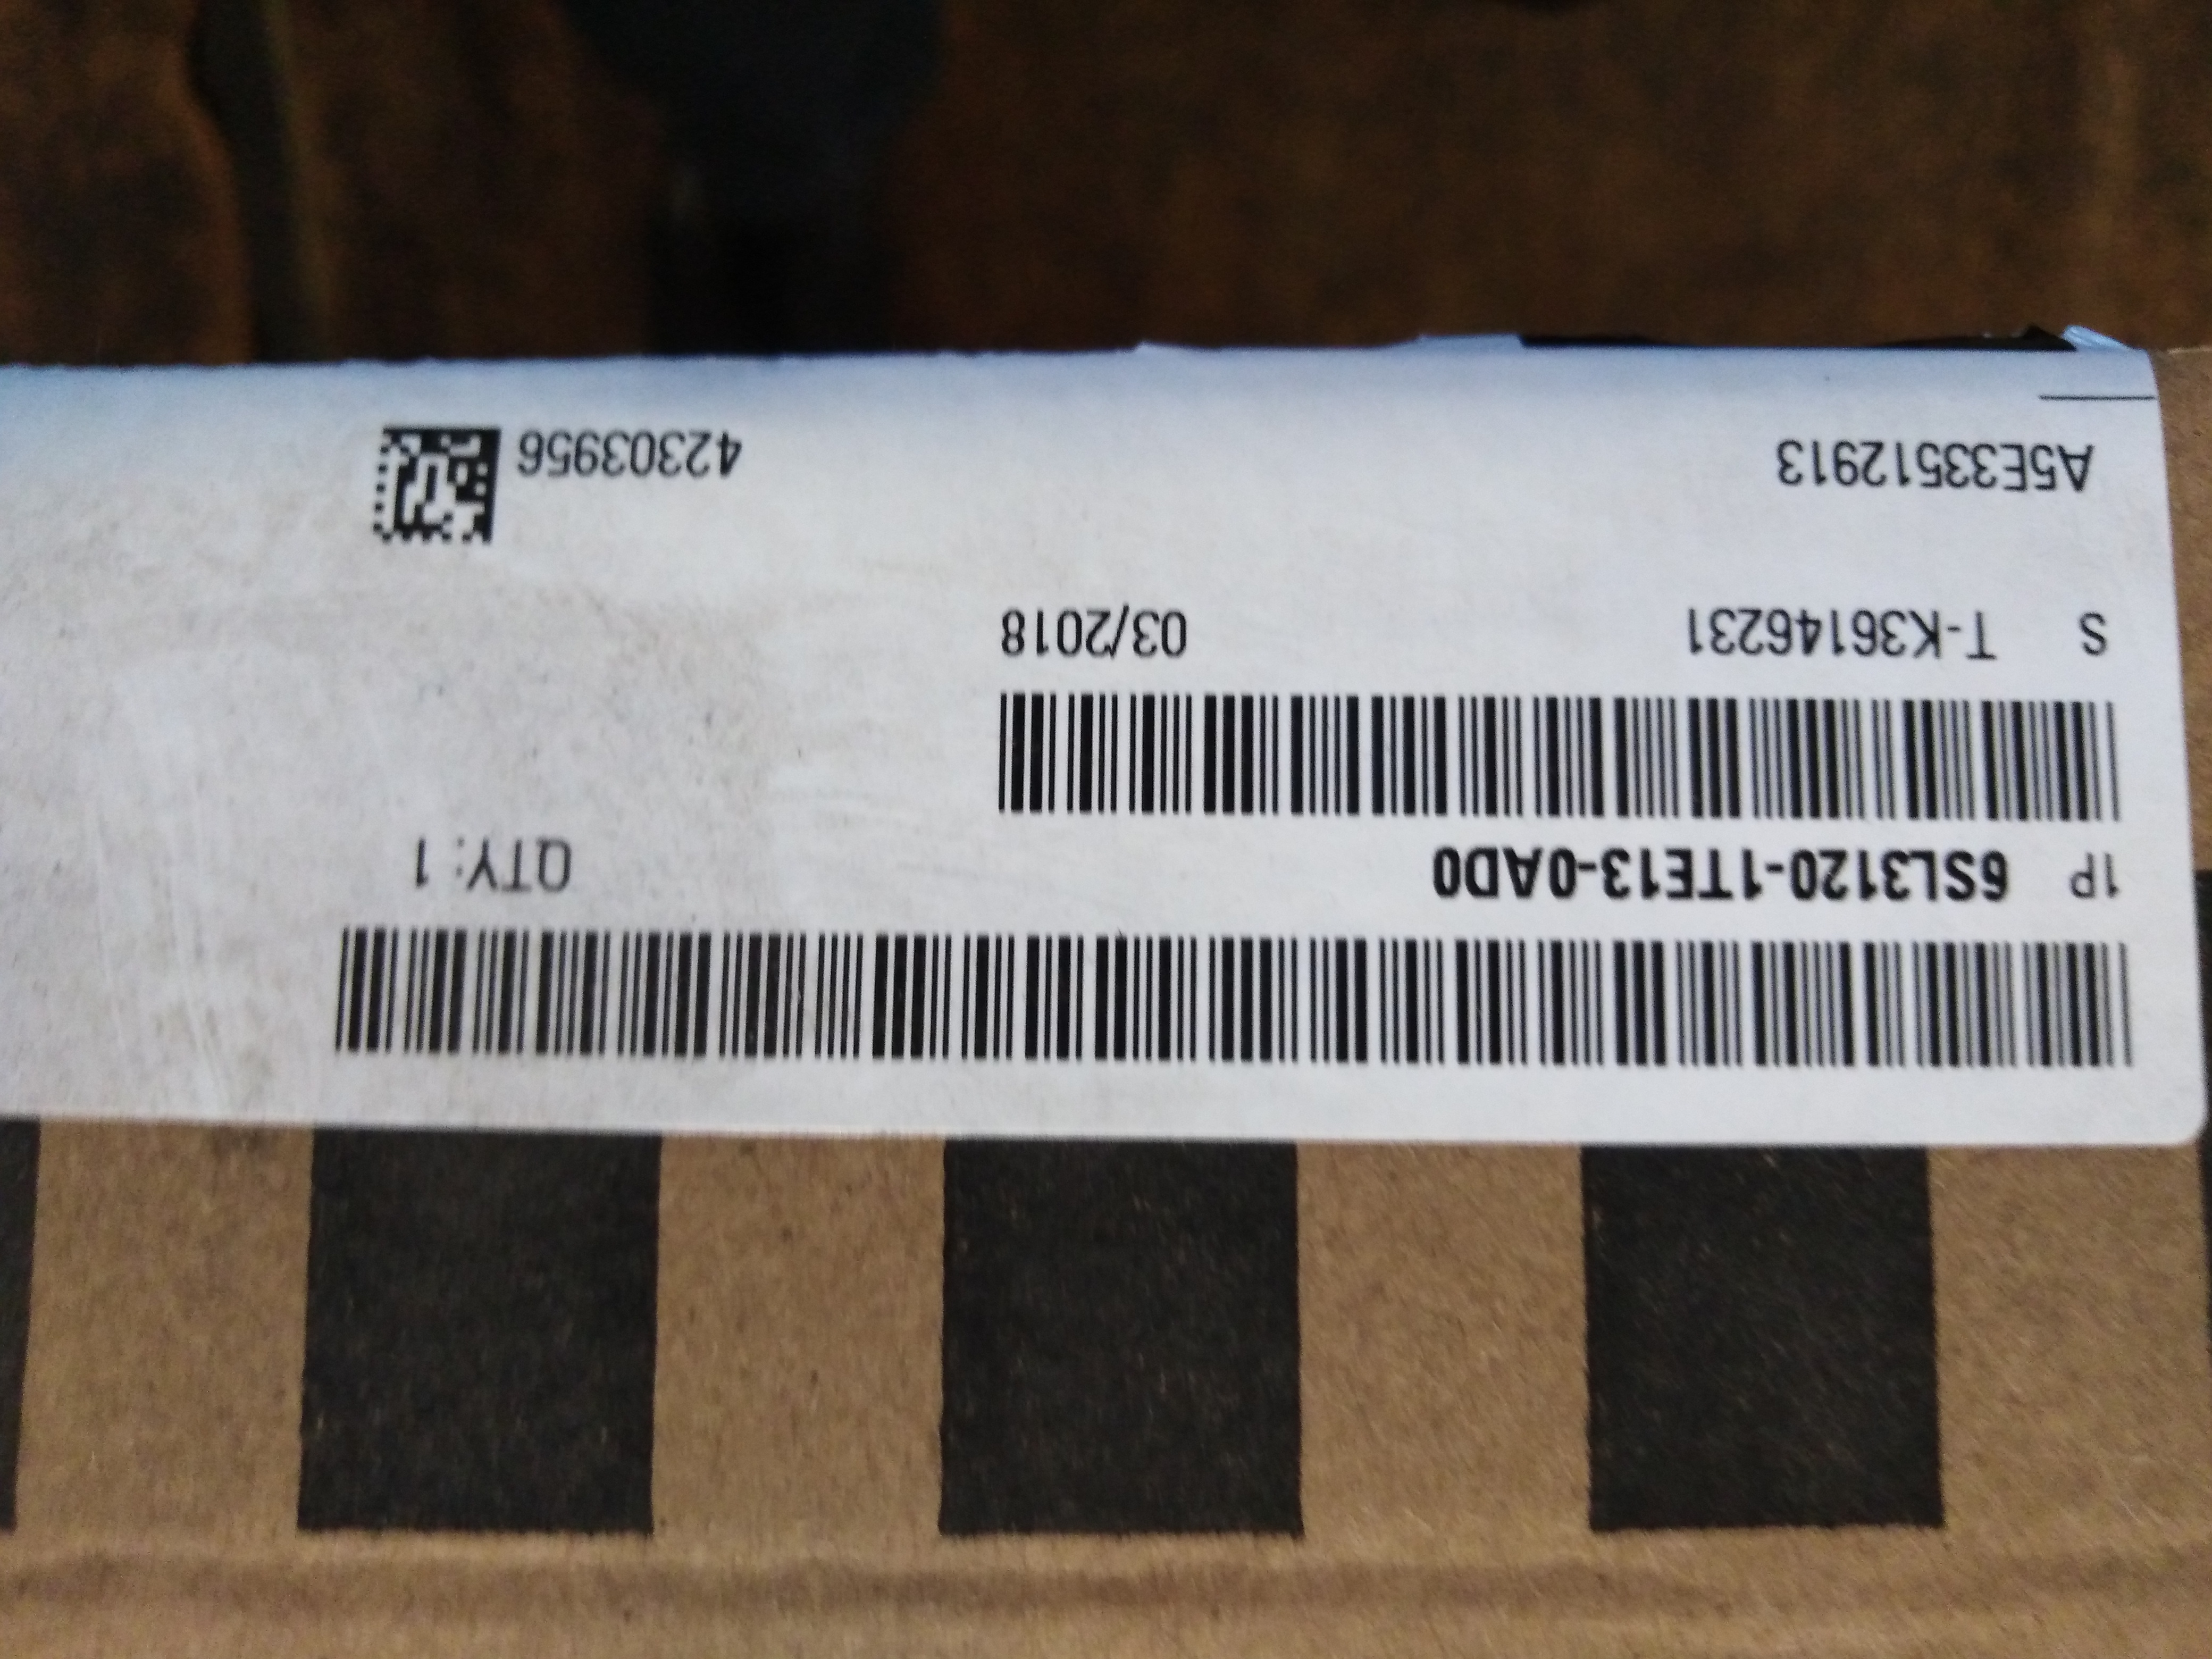 1P 6SL3120-1TE13-0AD0 QTY: 1
S T-K36146231 03/2018
A5E33512913 42303956